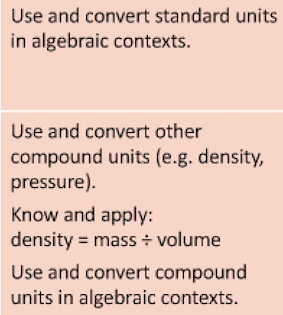 Use and convert standard units
in algebraic contexts.
Use and convert other
compound units (e.g. density,
pressure).
Know and apply:
density = mass ÷ volume
Use and convert compound
units in algebraic contexts.